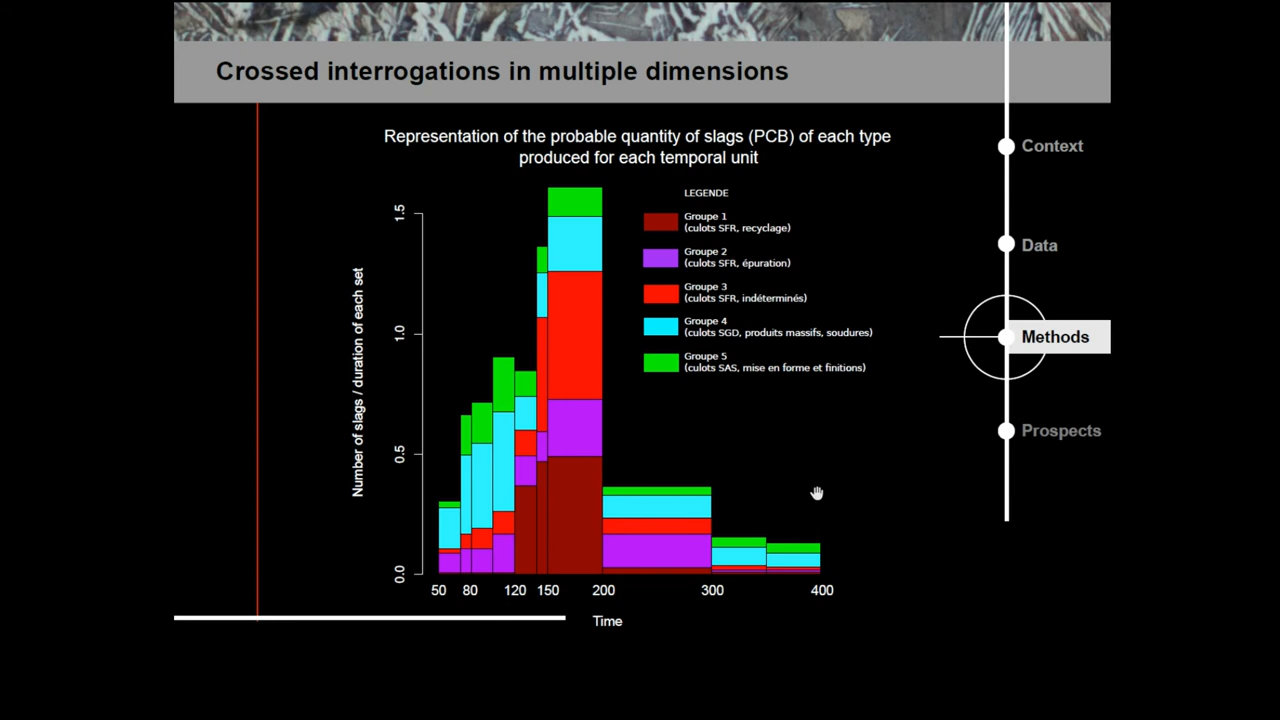 Crossed interrogations in multiple dimensions
Representation of the probable quantity of slags (PCB) of each type
produced for each temporal unit
Context
Data
Methods
Prospects
LEGENDE
Groupe 1
(culots SFR, recyclage)
Groupe 2
(culots SFR, épuration)
Groupe 3
(culots SFR, indéterminés)
Groupe 4
(culots SGD, produits massifs, soudures)
Groupe 5
(culots SAS, mise en forme et finitions)
Number of slags / duration of each set
1.5
1.0
0.5
0.0
50 80 120 150 200 300 400
Time